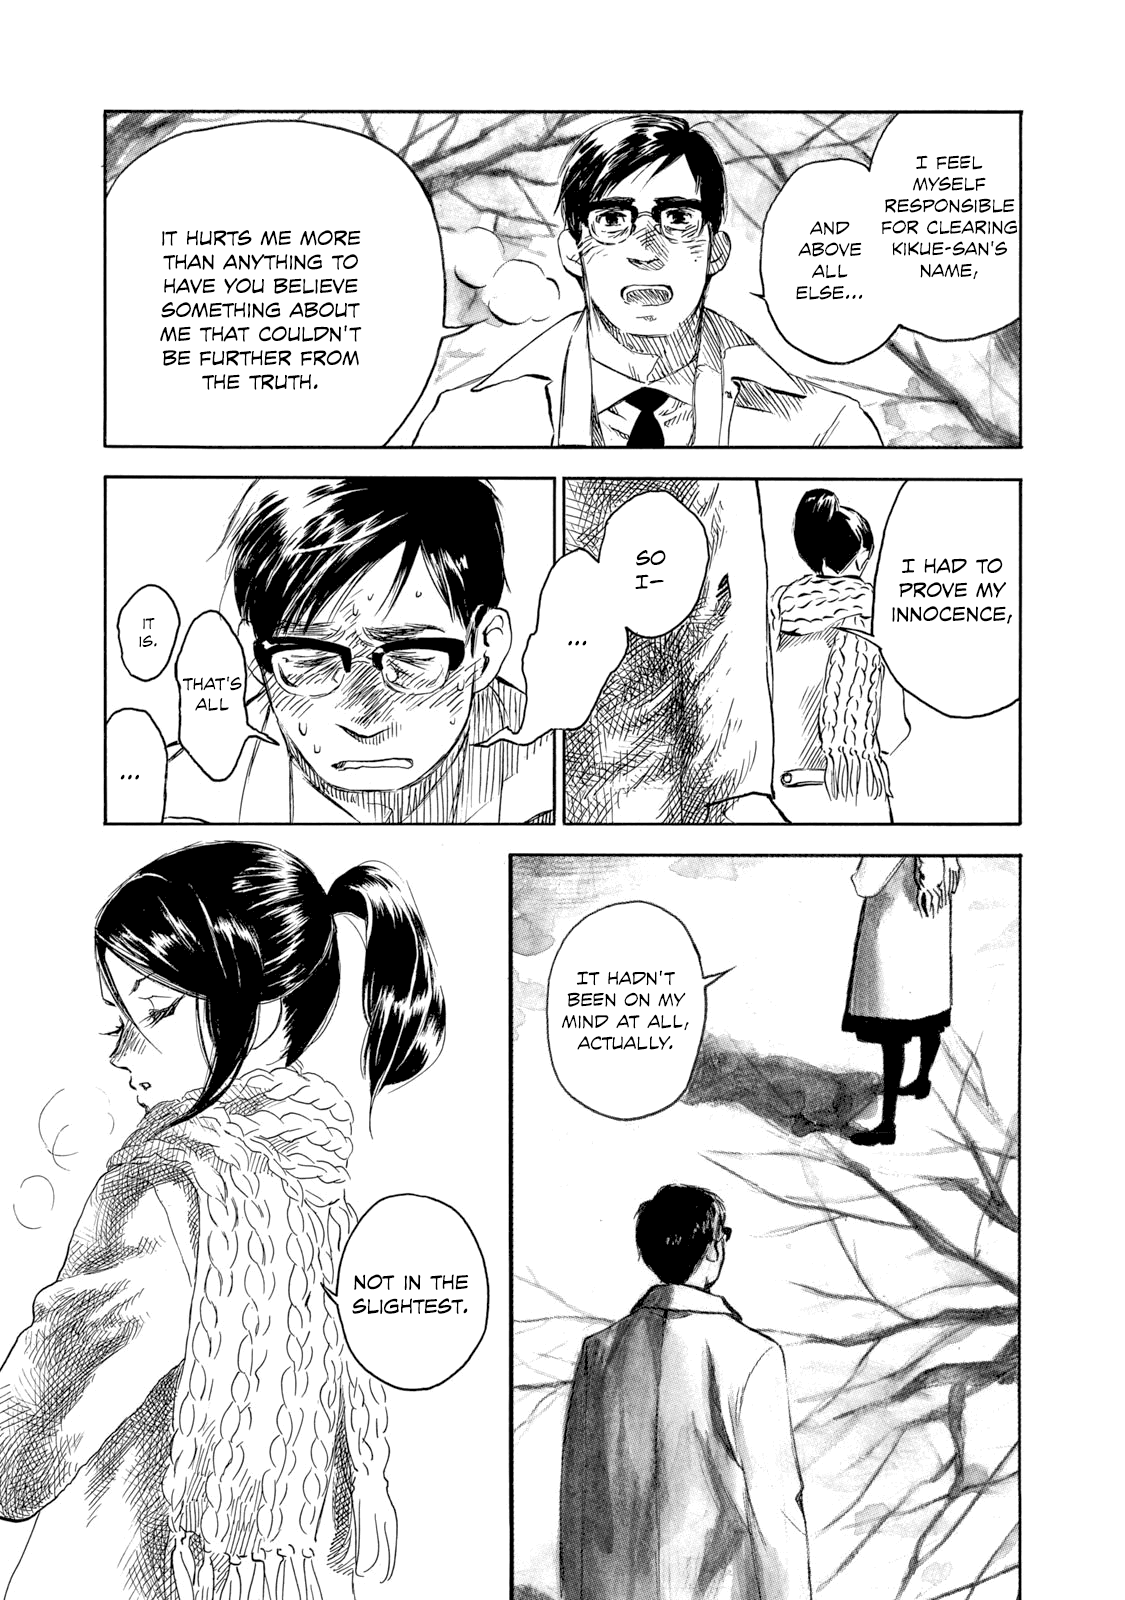 I FEEL
MYSELF
RESPONSIBLE
FOR CLEARING
KIKUE-SAN'S
NAME,
AND
ABOVE
ALL
ELSE...
IT HURTS ME MORE
THAN ANYTHING TO
HAVE YOU BELIEVE
SOMETHING ABOUT
ME THAT COULDN'T
BE FURTHER FROM
THE TRUTH.
I HAD TO
PROVE MY
INNOCENCE,
SO
I—
...
THAT'S
ALL
IT
IS.
...
IT HADN'T
BEEN ON MY
MIND AT ALL,
ACTUALLY.
NOT IN THE
SLIGHTEST.